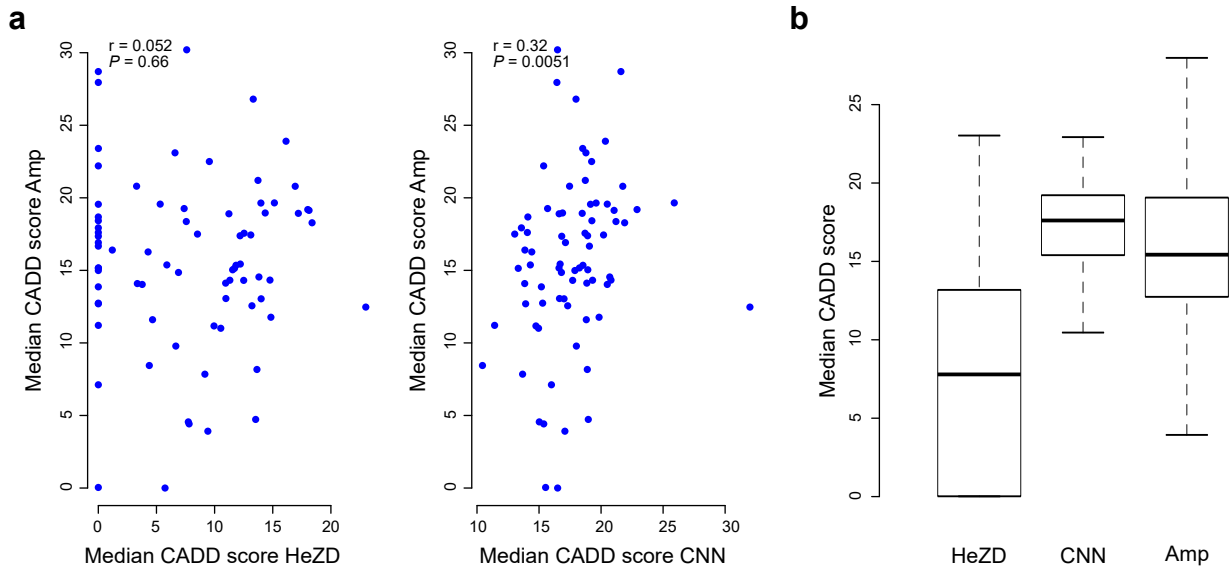 a
r = 0.052
P = 0.66
Median CADD score Amp
0 5 10 15 20 25 30
0 5 10 15 20
Median CADD score HeZD
r = 0.32
P = 0.0051
Median CADD score Amp
0 5 10 15 20 25 30
10 15 20 25 30
Median CADD score CNN
b
Median CADD score
0 5 10 15 20 25
HeZD CNN Amp